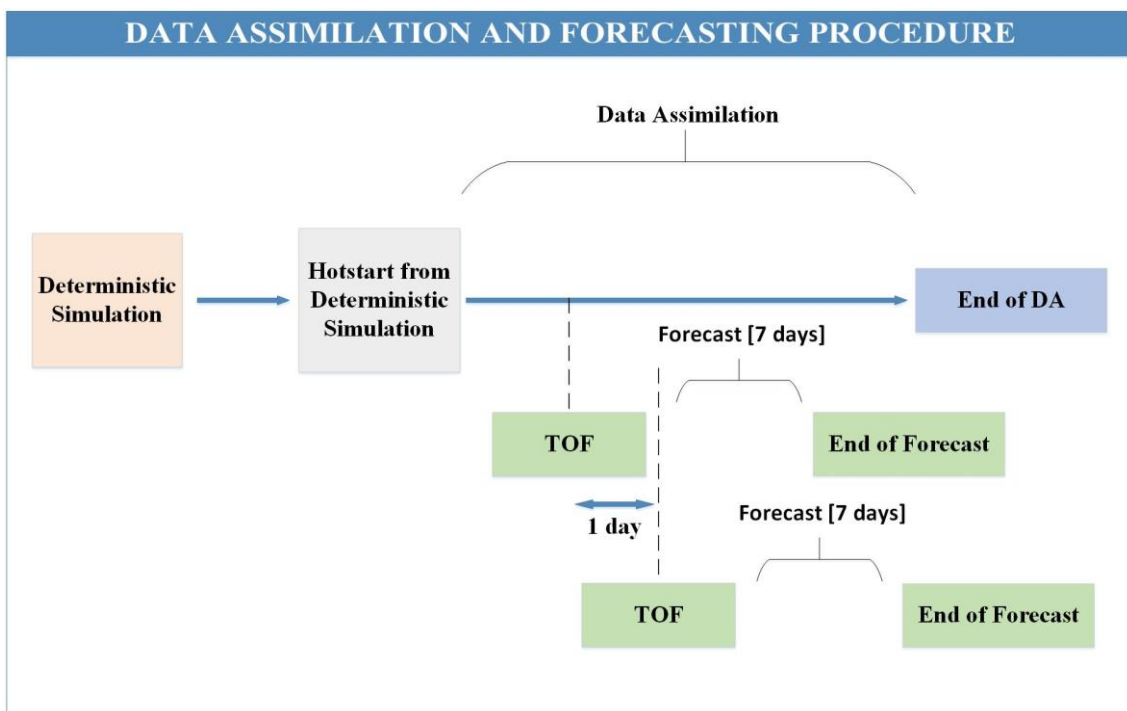 DATA ASSIMILATION AND FORECASTING PROCEDURE
Data Assimilation
Deterministic
Simulation
Hotstart from
Deterministic
Simulation
End of DA
Forecast [7 days]
TOF
End of Forecast
1 day
Forecast [7 days]
TOF
End of Forecast